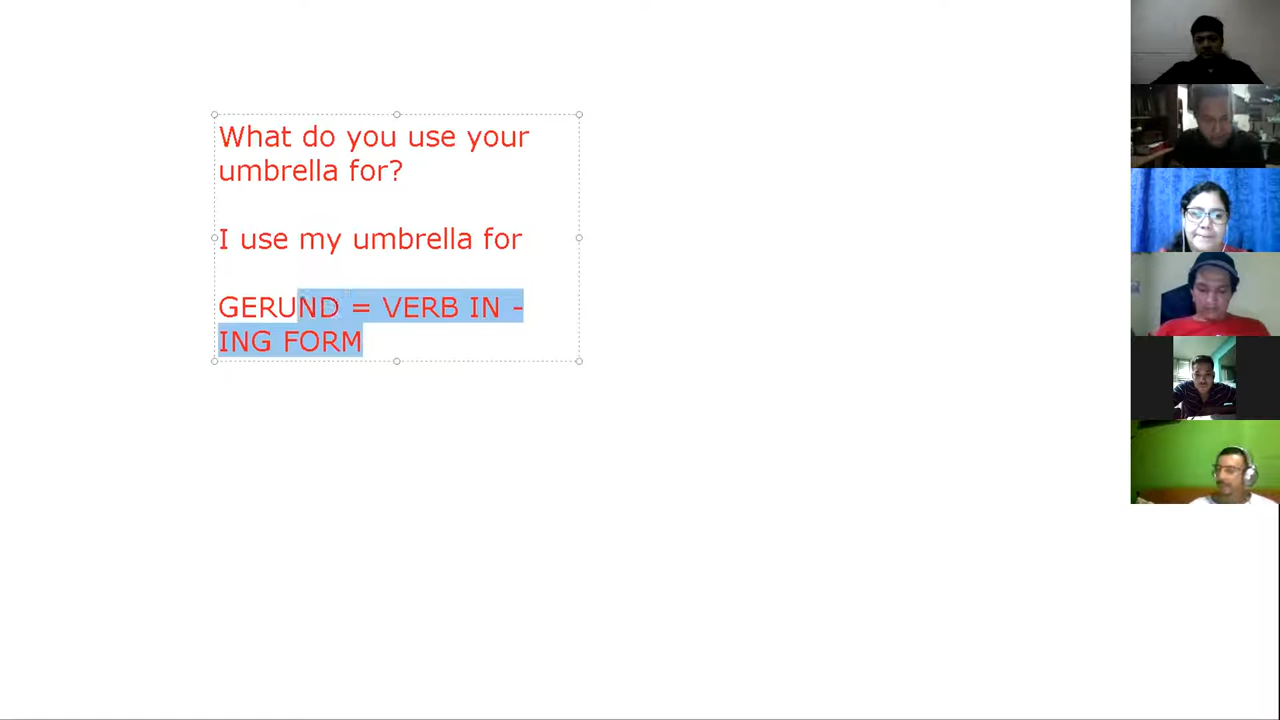 What do you use your
umbrella for?
I use my umbrella for
GERUND = VERB IN -
ING FORM